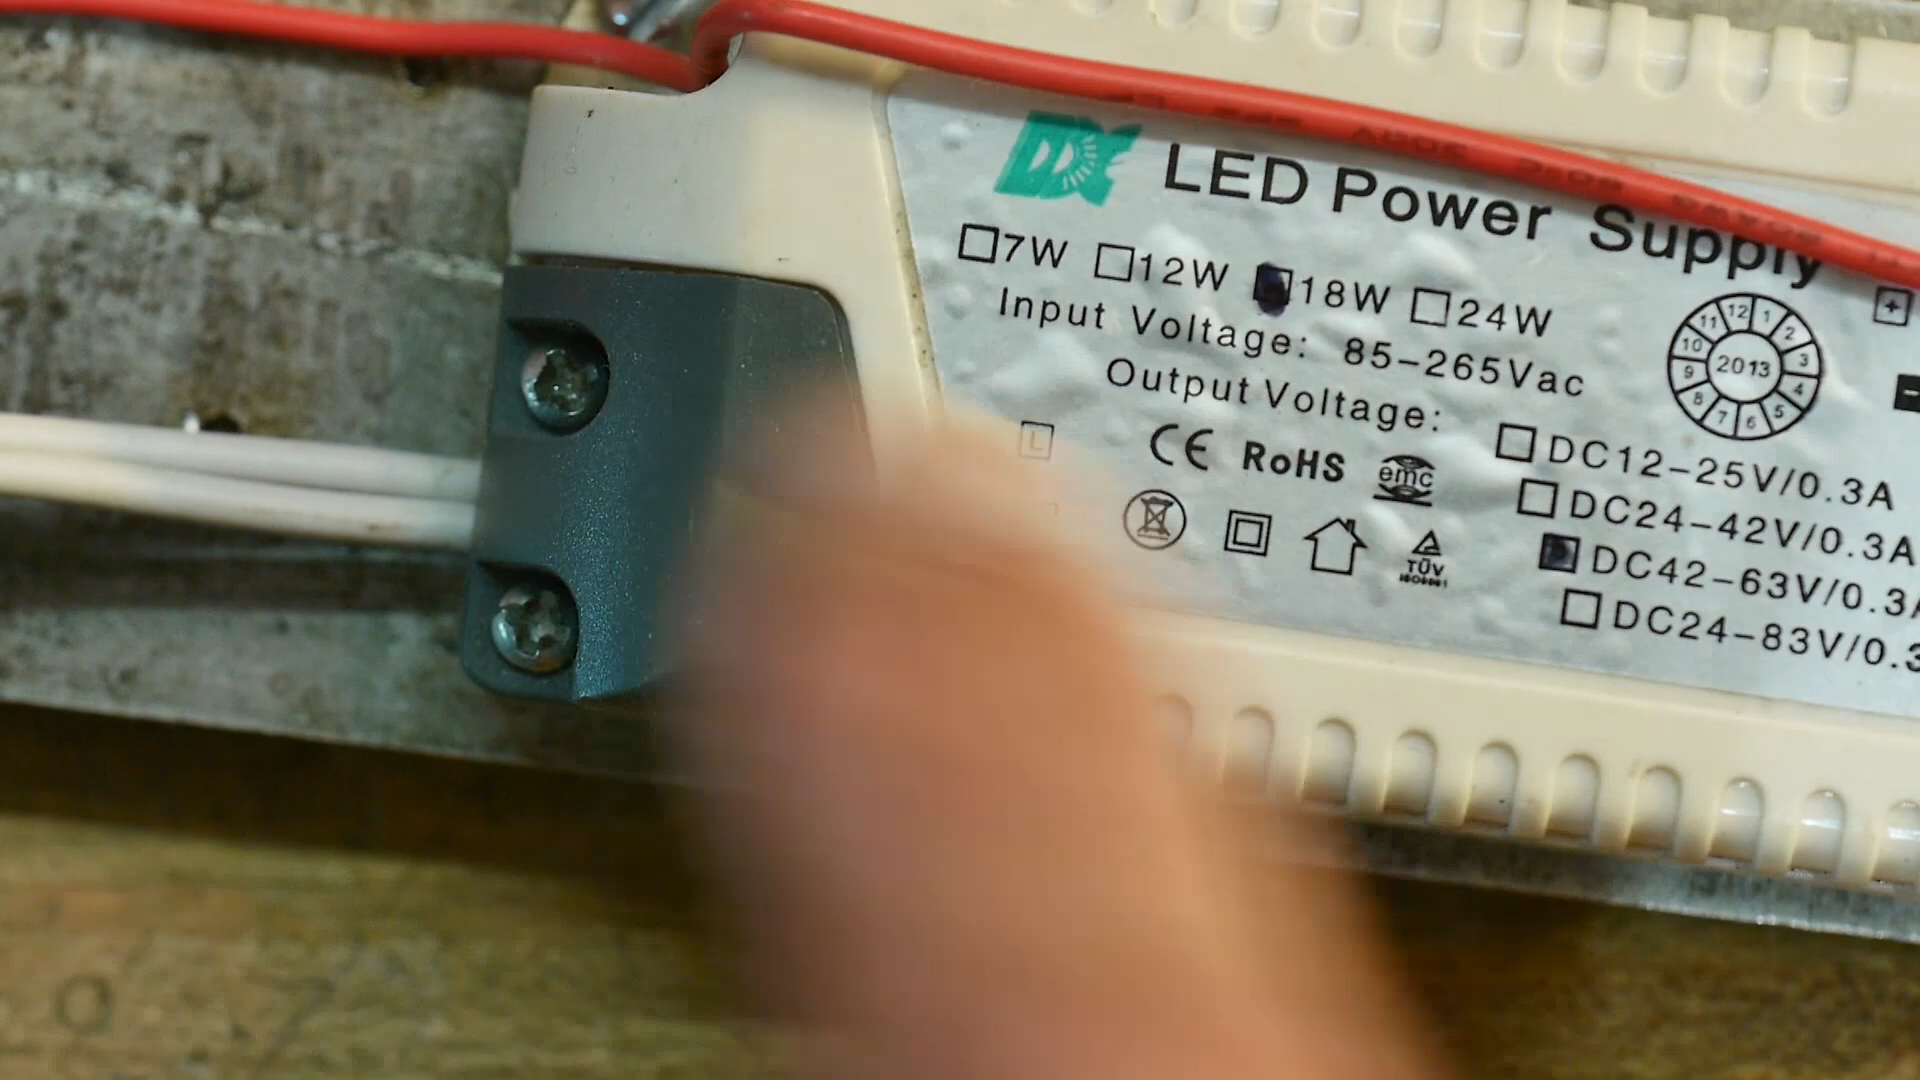 LED Power Supply
7W 12W 18W 24W
Input Voltage: 85-265Vac
Output Voltage:
DC12-25V/0.3A
DC24-42V/0.3A
DC42-63V/0.3A
DC24-83V/0.3
L
CE RoHS emc
TÜV
12 1 2 3 4 5 6 7 8 9 10 11
2013
+
-